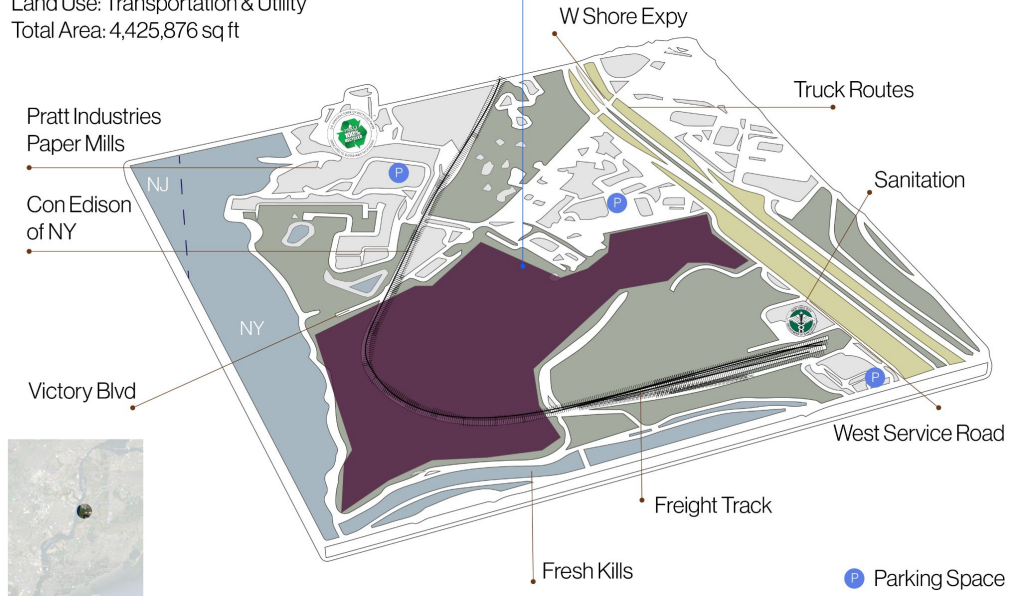 Land Use: Transportation & Utility
Total Area: 4,425,876 sq ft
W Shore Expy
Truck Routes
Pratt Industries
Paper Mills
P
NJ
Sanitation
Con Edison
of NY
P
NY
Victory Blvd
P
West Service Road
Freight Track
Fresh Kills
P Parking Space